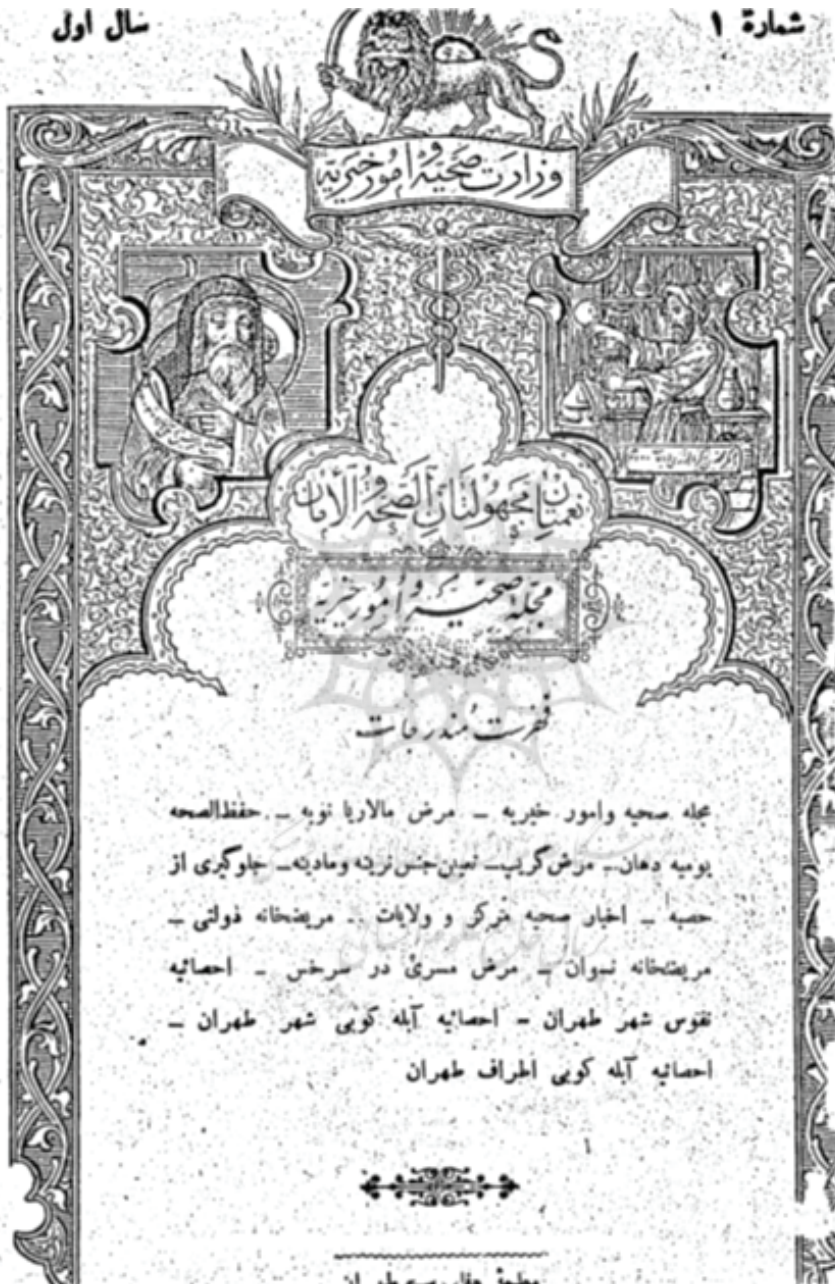 شمارة ۱
سال اول
وزارت صحیه و امور خیریه
نعمتان مجهولتان الصحة و الأمان
مجله صحیه و امور خیریه
فهرست مندرجات
مجله صحیه وامور خیریه – مرض مالاریا نوبه – حفظ‌الصحه
یومیه دهان – مرض گریپ – تعیین جنس نرینه ومادینه – جلوگیری از
حصبه – اخبار صحیه مرکز و ولایات – مریضخانه دولتی –
مریضخانه نسوان – مرض مسری در سرخس – احصائیه
نفوس شهر طهران – احصائیه آبله کوبی شهر طهران –
احصائیه آبله کوبی اطراف طهران